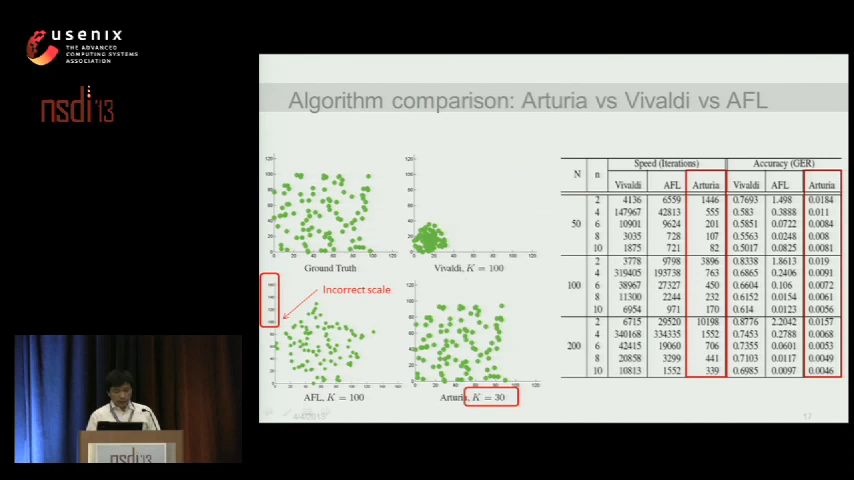 usenix
THE ADVANCED
COMPUTING SYSTEMS
ASSOCIATION
nsdi'13
Algorithm comparison: Arturia vs Vivaldi vs AFL
Ground Truth
Vivaldi, K = 100
Incorrect scale
AFL, K = 100
Arturia, K = 30
N n Speed (Iterations) Accuracy (GER)
Vivaldi AFL Arturia Vivaldi AFL Arturia
50
2 4136 6559 1446 0.7693 1.498 0.0184
4 147967 42813 555 0.583 0.3888 0.011
6 10901 9624 201 0.5851 0.0722 0.0084
8 3035 728 107 0.5563 0.0248 0.008
10 1875 721 82 0.5017 0.0825 0.0081
100
2 3778 9798 3896 0.8338 1.8613 0.019
4 319405 193738 763 0.6865 0.2406 0.0091
6 38967 27327 450 0.6604 0.106 0.0072
8 11300 2244 232 0.6152 0.0154 0.0061
10 6954 971 170 0.614 0.0123 0.0056
200
2 6715 29520 10198 0.8776 2.2042 0.0157
4 340168 334335 1552 0.7453 0.2788 0.0068
6 42415 19060 706 0.7355 0.0601 0.0053
8 20858 3299 441 0.7103 0.0117 0.0049
10 10813 1552 339 0.6985 0.0097 0.0046
4/4/2013
17
nsdi'13